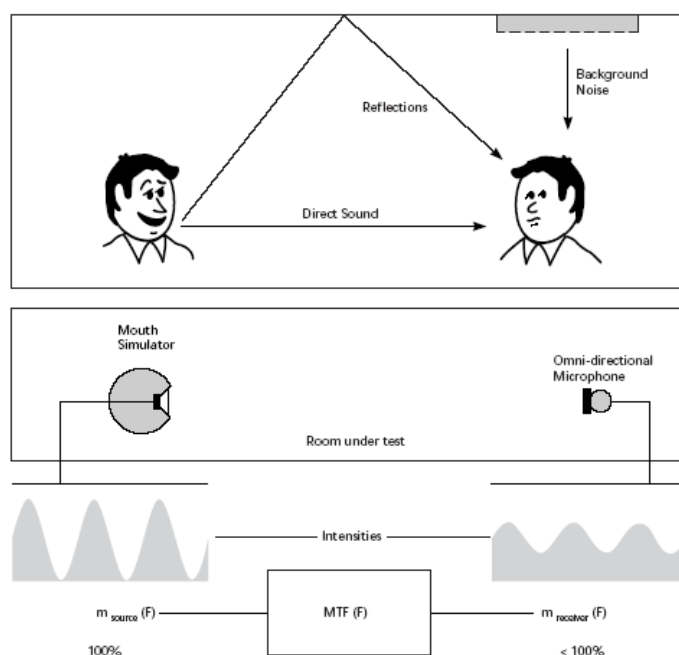 Background
Noise
Reflections
Direct Sound
Mouth
Simulator
Omni-directional
Microphone
Room under test
Intensities
m source (F)
MTF (F)
m receiver (F)
100%
< 100%